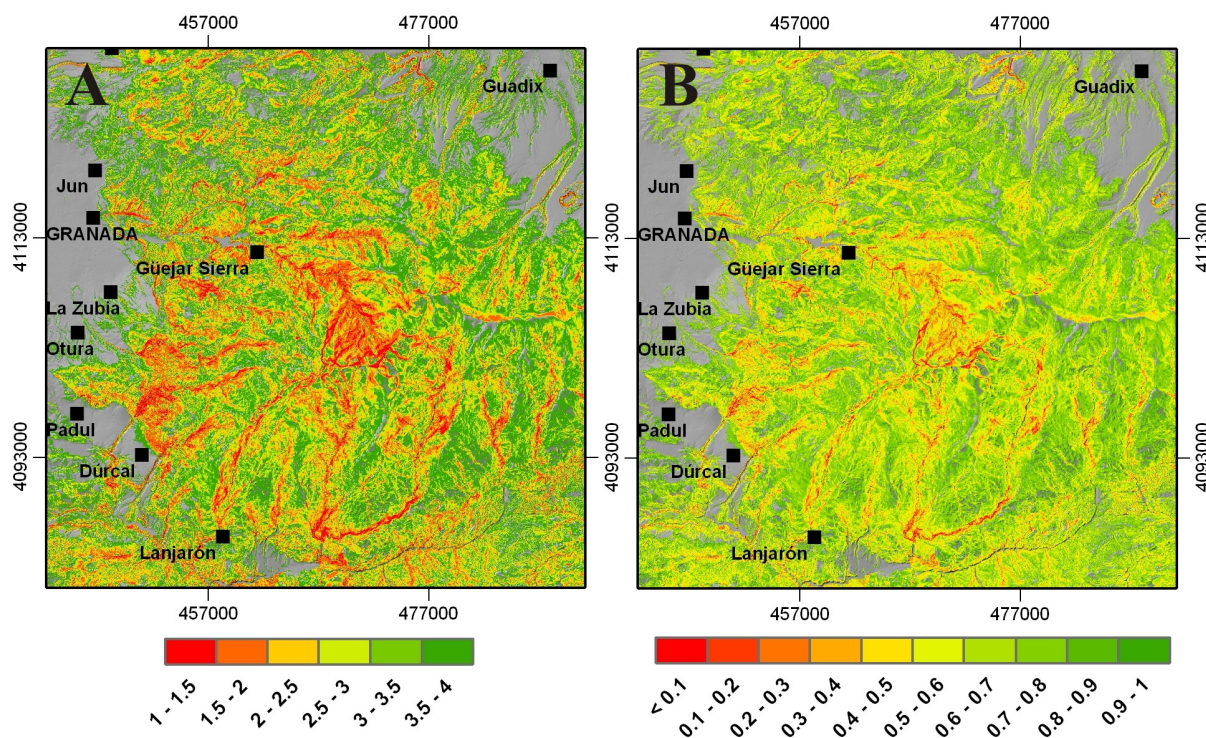 457000 477000 457000 477000
A
Guadix
Jun
GRANADA
Güejar Sierra
La Zubia
Otura
Padul
Dúrcal
Lanjarón
4113000
4093000
457000 477000
1 - 1.5
1.5 - 2
2 - 2.5
2.5 - 3
3 - 3.5
3.5 - 4
B
Guadix
Jun
GRANADA
Güejar Sierra
La Zubia
Otura
Padul
Dúrcal
Lanjarón
4113000
4093000
4113000
4093000
457000 477000
< 0.1
0.1 - 0.2
0.2 - 0.3
0.3 - 0.4
0.4 - 0.5
0.5 - 0.6
0.6 - 0.7
0.7 - 0.8
0.8 - 0.9
0.9 - 1